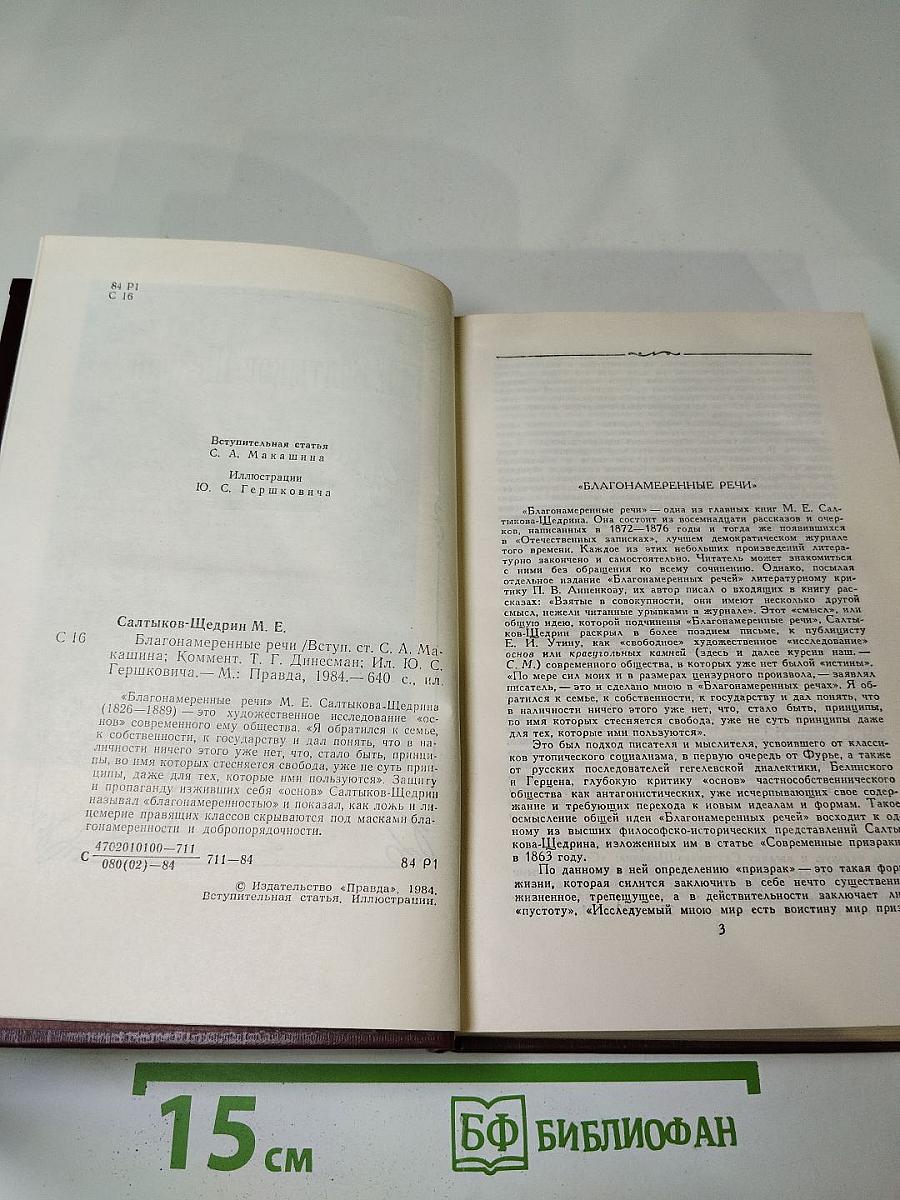 84 Р1
С 16
Вступительная статья
С. А. Макашина
Иллюстрации
Ю. С. Гершковича
Салтыков-Щедрин М. Е.
С 16
Благонамеренные речи /Вступ. ст. С. А. Ма-
кашина; Коммент. Т. Г. Динесман; Ил. Ю. С.
Гершковича.— М.: Правда, 1984.— 640 с., ил.
«Благонамеренные речи» М. Е. Салтыкова-Щедрина
(1826—1889) — это художественное исследование «ос-
нов» современного ему общества. «Я обратился к семье,
к собственности, к государству и дал понять, что в на-
личности ничего этого уже нет, что, стало быть, принци-
пы, во имя которых стесняется свобода, уже не суть прин-
ципы, даже для тех, которые ими пользуются». Защиту
и пропаганду изживших себя «основ» Салтыков-Щедрин
называл «благонамеренностью» и показал, как ложь и ли-
цемерие правящих классов скрываются под масками бла-
гонамеренности и добропорядочности.
С 4702010100—711
080(02)—84 711—84
84 Р1
© Издательство «Правда», 1984.
Вступительная статья. Иллюстрации.
«БЛАГОНАМЕРЕННЫЕ РЕЧИ»
«Благонамеренные речи» — одна из главных книг М. Е. Сал-
тыкова-Щедрина. Она состоит из восемнадцати рассказов и очер-
ков, написанных в 1872—1876 годы и тогда же появившихся
в «Отечественных записках», лучшем демократическом журнале
того времени. Каждое из этих небольших произведений литера-
турно закончено и самостоятельно. Читатель может знакомиться
с ними без обращения ко всему сочинению. Однако, посылая
отдельное издание «Благонамеренных речей» литературному кри-
тику П. В. Анненкову, их автор писал о входящих в книгу рас-
сказах: «Взятые в совокупности, они имеют несколько другой
смысл, нежели читанные урывками в журнале». Этот «смысл», или
общую идею, которой подчинены «Благонамеренные речи», Салты-
ков-Щедрин раскрыл в более позднем письме, к публицисту
Е. И. Утину, как «свободное» художественное «исследование»
основ или краеугольных камней (здесь и далее курсив наш.—
С. М.) современного общества, в которых уже нет былой «истины».
«По мере сил моих и в размерах цензурного произвола,— заявлял
писатель,— это и сделано мною в «Благонамеренных речах». Я об-
ратился к семье, к собственности, к государству и дал понять, что
в наличности ничего этого уже нет, что, стало быть, принципы,
во имя которых стесняется свобода, уже не суть принципы даже
для тех, которые ими пользуются».
Это был подход писателя и мыслителя, усвоившего от класси-
ков утопического социализма, в первую очередь от Фурье, а также
от русских последователей гегелевской диалектики, Белинского
и Герцена, глубокую критику «основ» частнособственнического
общества как антагонистических, уже исчерпывающих свое содер-
жание и требующих перехода к новым идеалам и формам. Такое
осмысление общей идеи «Благонамеренных речей» восходит к од-
ному из высших философско-исторических представлений Салты-
кова-Щедрина, изложенных им в статье «Современные призраки
в 1863 году.
По данному в ней определению «призрак» — это такая фор
жизни, которая силится заключить в себе нечто существенн
жизненное, трепещущее, а в действительности заключает ли
«пустоту». «Исследуемый мною мир есть воистину мир приз
3
15 см
БФ БИБЛИОФАН